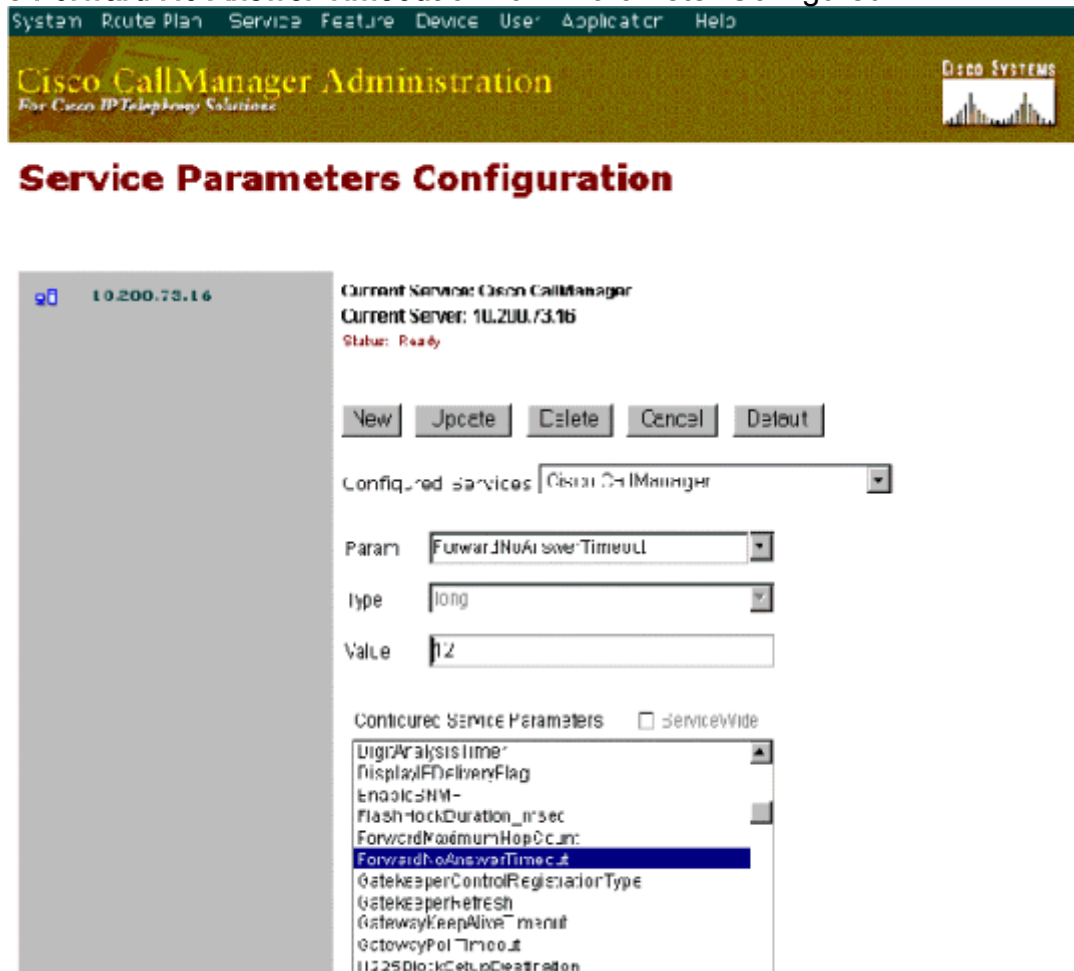 System Route Plan Service Feature Device User Application Help
Cisco CallManager Administration
For Cisco IP Telephony Solutions
CISCO SYSTEMS
Service Parameters Configuration
10.200.73.16
Current Service: Cisco CallManager
Current Server: 10.200.73.16
Status: Ready
New Update Delete Cancel Default
Configured Services Cisco CallManager
Param ForwardNoAnswerTimeout
Type long
Value 12
Configured Service Parameters ServiceWide
DigitAnalysisTimer
DisplayIEDeliveryFlag
EnableSNMP
FlashHookDuration_msec
ForwardMaximumHopCount
ForwardNoAnswerTimeout
GatekeeperControlRegistrationType
GatekeeperRefresh
GatewayKeepAliveTimeout
GatewayPollTimeout
H225BlockSetupDestination